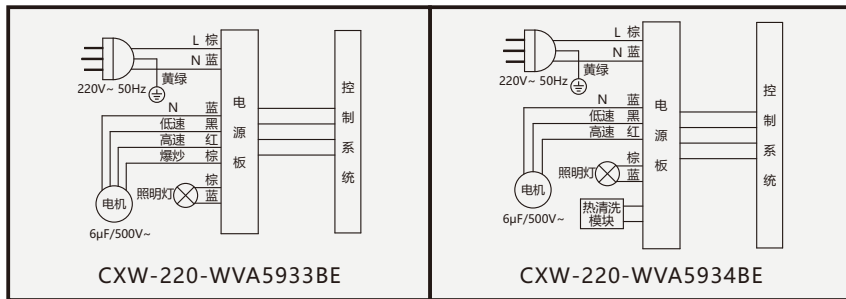 L 棕
N 蓝
黄绿
220V~ 50Hz
N 蓝
低速 黑
高速 红
爆炒 棕
棕
照明灯
蓝
电机
6μF/500V~
电源板
控制系统
CXW-220-WVA5933BE
L 棕
N 蓝
黄绿
220V~ 50Hz
N 蓝
低速 黑
高速 红
棕
照明灯
蓝
电机
热清洗
模块
6μF/500V~
电源板
控制系统
CXW-220-WVA5934BE